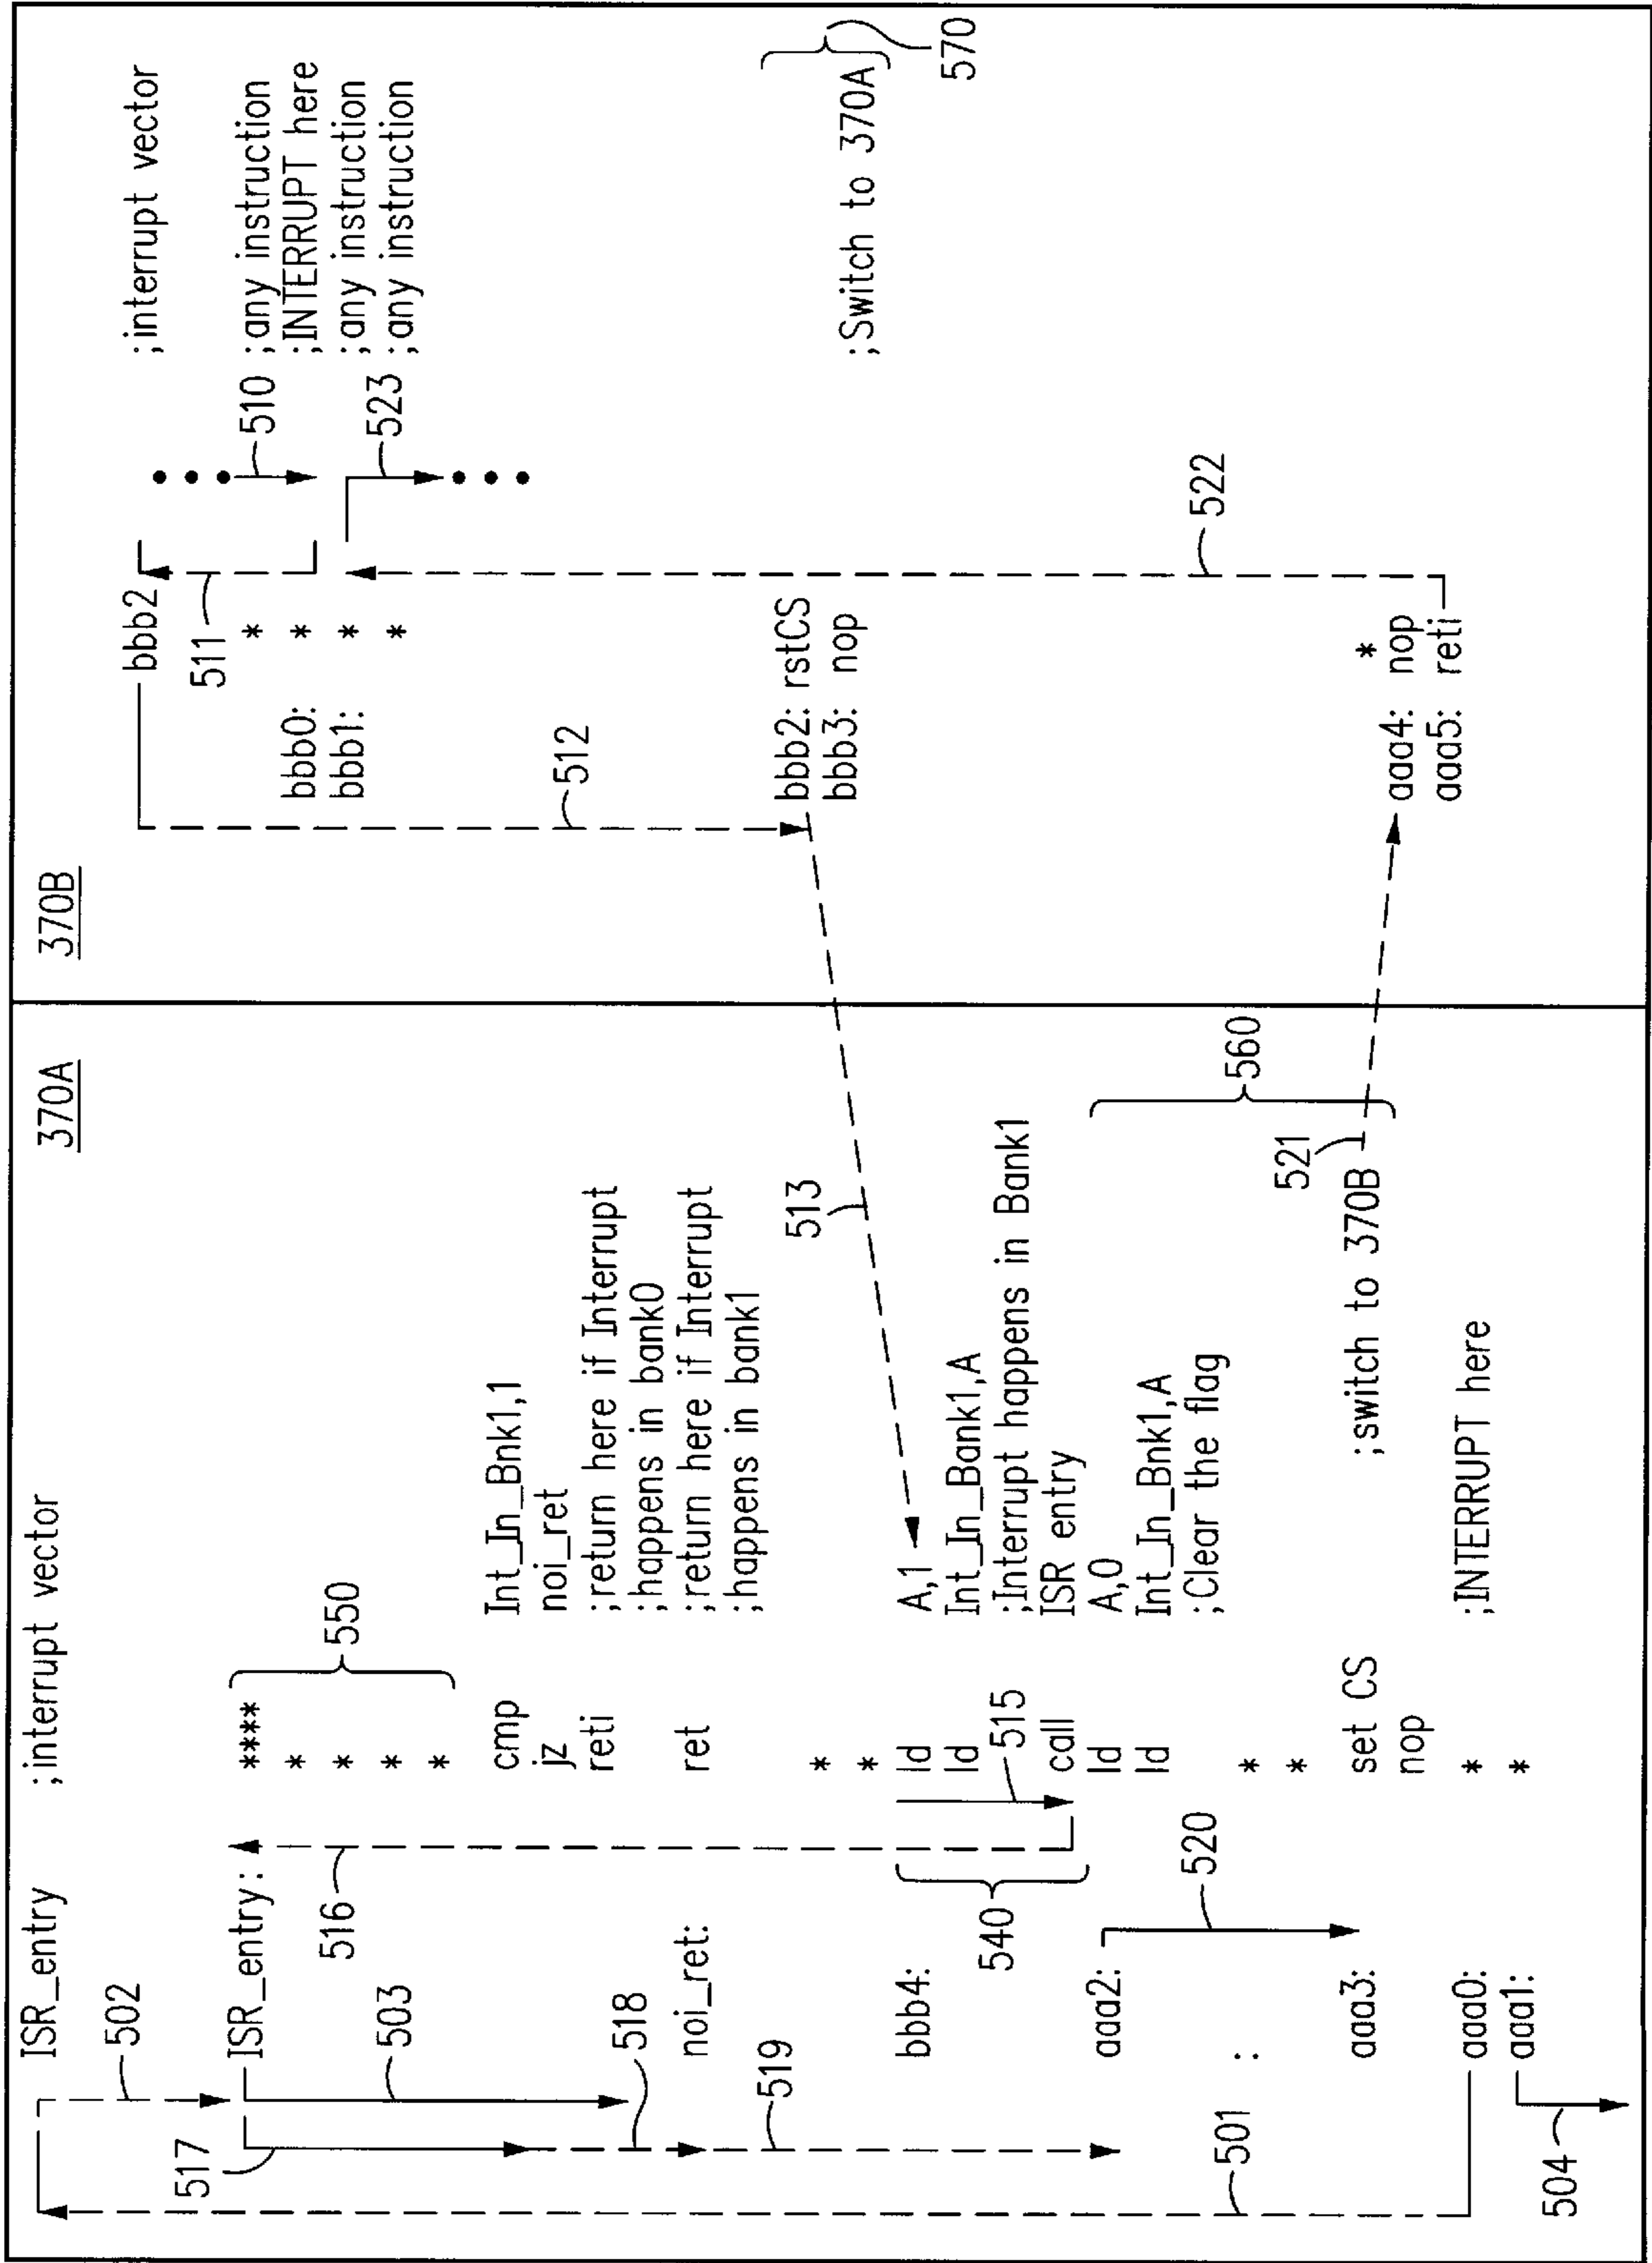 370A
ISR_entry ;interrupt vector
502
ISR_entry: ****
*
*
*
*
550
516
517
503
cmp Int_In_Bnk1,1
jz noi_ret
reti ;return here if Interrupt
;happens in bank0
518
noi_ret: ret ;return here if Interrupt
;happens in bank1
519
*
*
513
bbb4: ld A,1
ld Int_In_Bank1,A
;Interrupt happens in Bank1
515
540
call ISR entry
aaa2: ld A,0
ld Int_In_Bnk1,A
;Clear the flag
520
560
: *
*
501
521
aaa3: set CS ;switch to 370B
nop
aaa0: * ;INTERRUPT here
aaa1: *
504
370B
bbb2 ;interrupt vector
511
* 510 ;any instruction
bbb0: * ;INTERRUPT here
bbb1: * ;any instruction
* 523 ;any instruction
512
bbb2: rstCS
bbb3: nop
;Switch to 370A
570
522
*
aaa4: nop
aaa5: reti